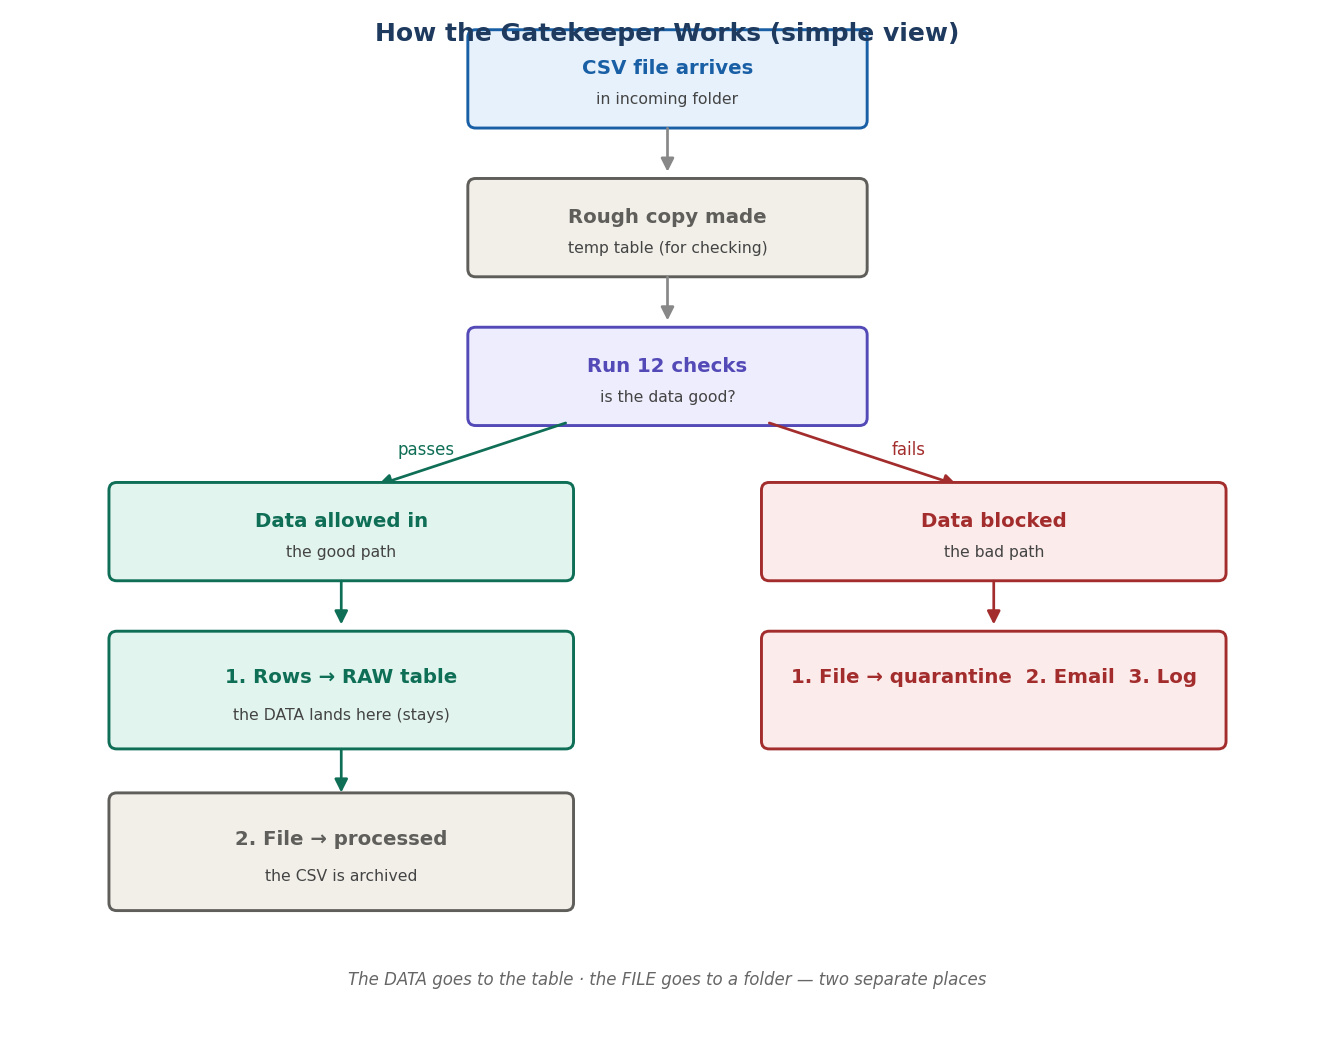 How the Gatekeeper Works (simple view)
CSV file arrives
in incoming folder
Rough copy made
temp table (for checking)
Run 12 checks
is the data good?
passes
fails
Data allowed in
the good path
Data blocked
the bad path
1. Rows → RAW table
the DATA lands here (stays)
1. File → quarantine  2. Email  3. Log
2. File → processed
the CSV is archived
The DATA goes to the table · the FILE goes to a folder — two separate places